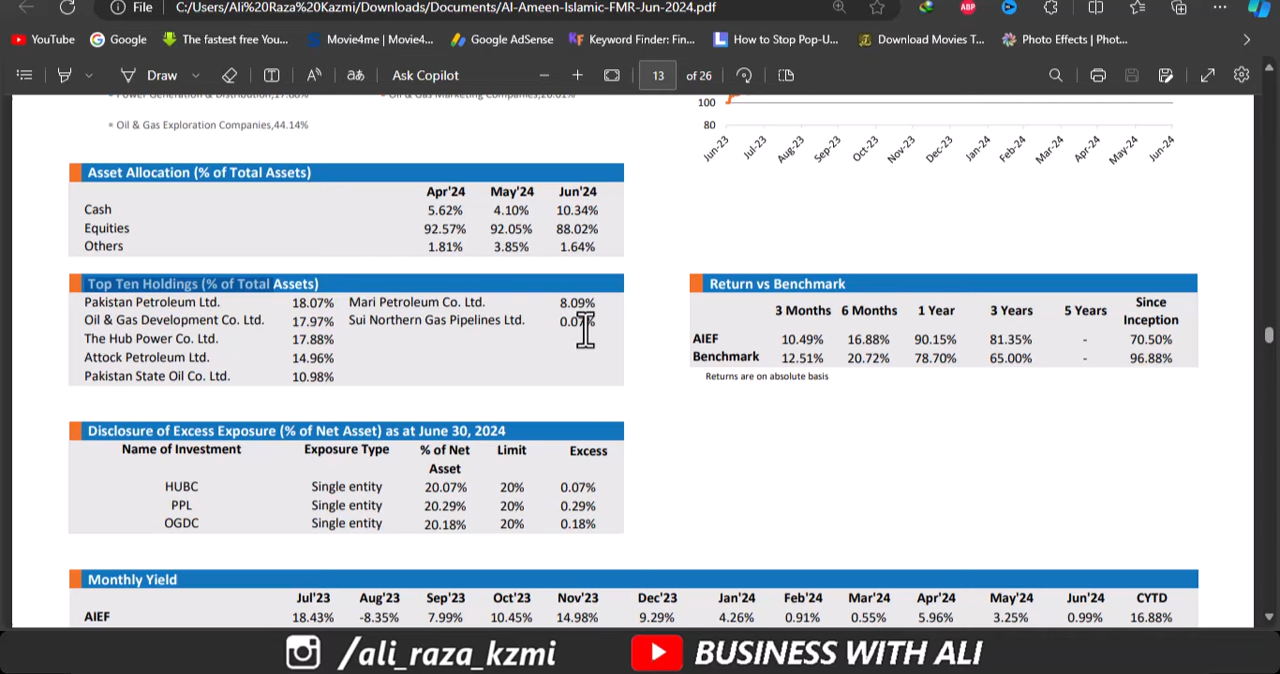 File
C:/Users/Ali%20Raza%20Kazmi/Downloads/Documents/Al-Ameen-Islamic-FMR-Jun-2024.pdf
YouTube Google The fastest free You... Movie4me | Movie4... Google AdSense Keyword Finder: Fin... How to Stop Pop-U... Download Movies T... Photo Effects | Phot...
Draw aあ Ask Copilot 13 of 26
Oil & Gas Exploration Companies,44.14%
100
80
Jun-23 Jul-23 Aug-23 Sep-23 Oct-23 Nov-23 Dec-23 Jan-24 Feb-24 Mar-24 Apr-24 May-24 Jun-24
Asset Allocation (% of Total Assets)
Apr'24 May'24 Jun'24
Cash 5.62% 4.10% 10.34%
Equities 92.57% 92.05% 88.02%
Others 1.81% 3.85% 1.64%
Top Ten Holdings (% of Total Assets)
Pakistan Petroleum Ltd. 18.07% Mari Petroleum Co. Ltd. 8.09%
Oil & Gas Development Co. Ltd. 17.97% Sui Northern Gas Pipelines Ltd.
The Hub Power Co. Ltd. 17.88%
Attock Petroleum Ltd. 14.96%
Pakistan State Oil Co. Ltd. 10.98%
Return vs Benchmark
3 Months 6 Months 1 Year 3 Years 5 Years Since Inception
AIEF 10.49% 16.88% 90.15% 81.35% - 70.50%
Benchmark 12.51% 20.72% 78.70% 65.00% - 96.88%
Returns are on absolute basis
Disclosure of Excess Exposure (% of Net Asset) as at June 30, 2024
Name of Investment Exposure Type % of Net Asset Limit Excess
HUBC Single entity 20.07% 20% 0.07%
PPL Single entity 20.29% 20% 0.29%
OGDC Single entity 20.18% 20% 0.18%
Monthly Yield
Jul'23 Aug'23 Sep'23 Oct'23 Nov'23 Dec'23 Jan'24 Feb'24 Mar'24 Apr'24 May'24 Jun'24 CYTD
AIEF 18.43% -8.35% 7.99% 10.45% 14.98% 9.29% 4.26% 0.91% 0.55% 5.96% 3.25% 0.99% 16.88%
/ali_raza_kzmi BUSINESS WITH ALI